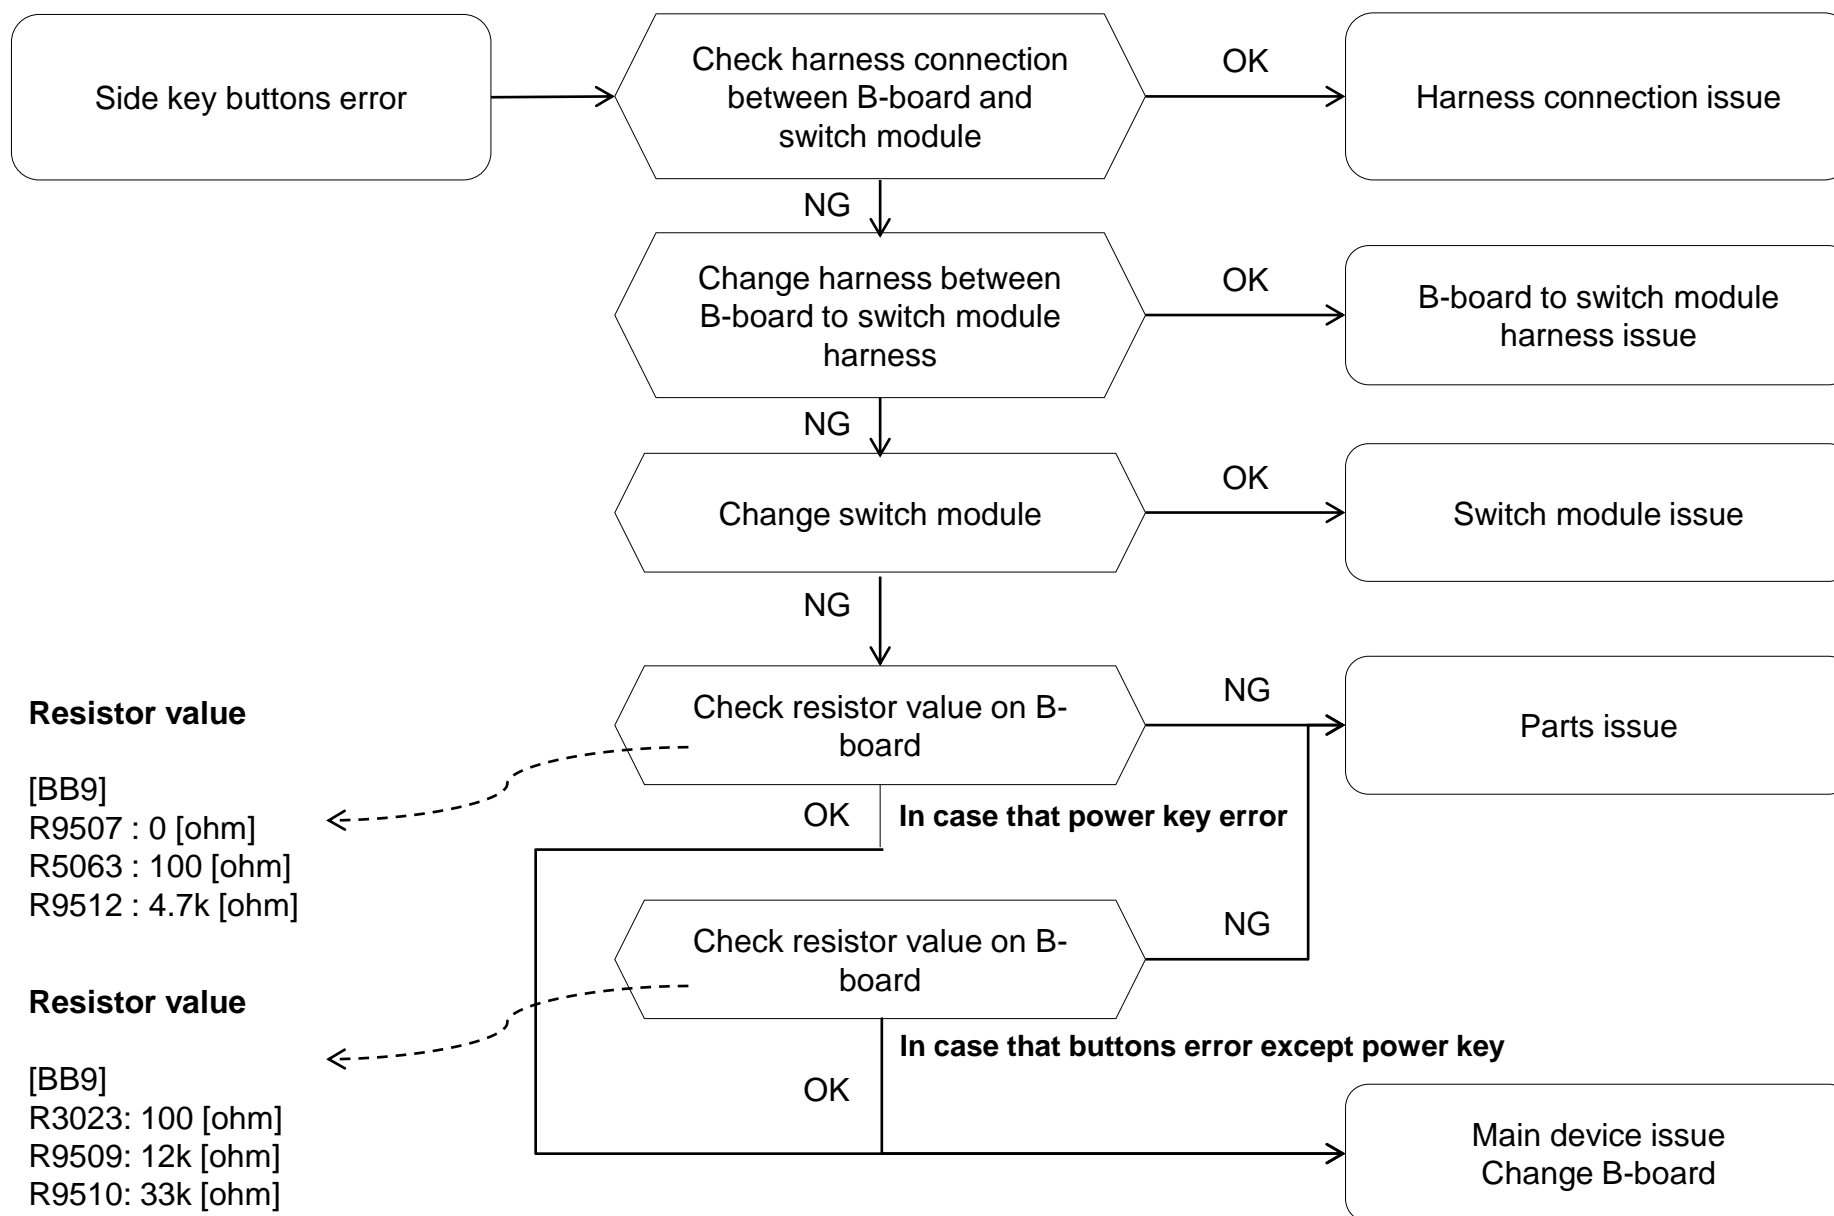 Side key buttons error
Check harness connection
between B-board and
switch module
OK
Harness connection issue
NG
Change harness between
B-board to switch module
harness
OK
B-board to switch module
harness issue
NG
Change switch module
OK
Switch module issue
NG
Check resistor value on B-
board
NG
Parts issue
Resistor value
[BB9]
R9507 : 0 [ohm]
R5063 : 100 [ohm]
R9512 : 4.7k [ohm]
OK
In case that power key error
Check resistor value on B-
board
NG
Resistor value
[BB9]
R3023: 100 [ohm]
R9509: 12k [ohm]
R9510: 33k [ohm]
In case that buttons error except power key
OK
Main device issue
Change B-board